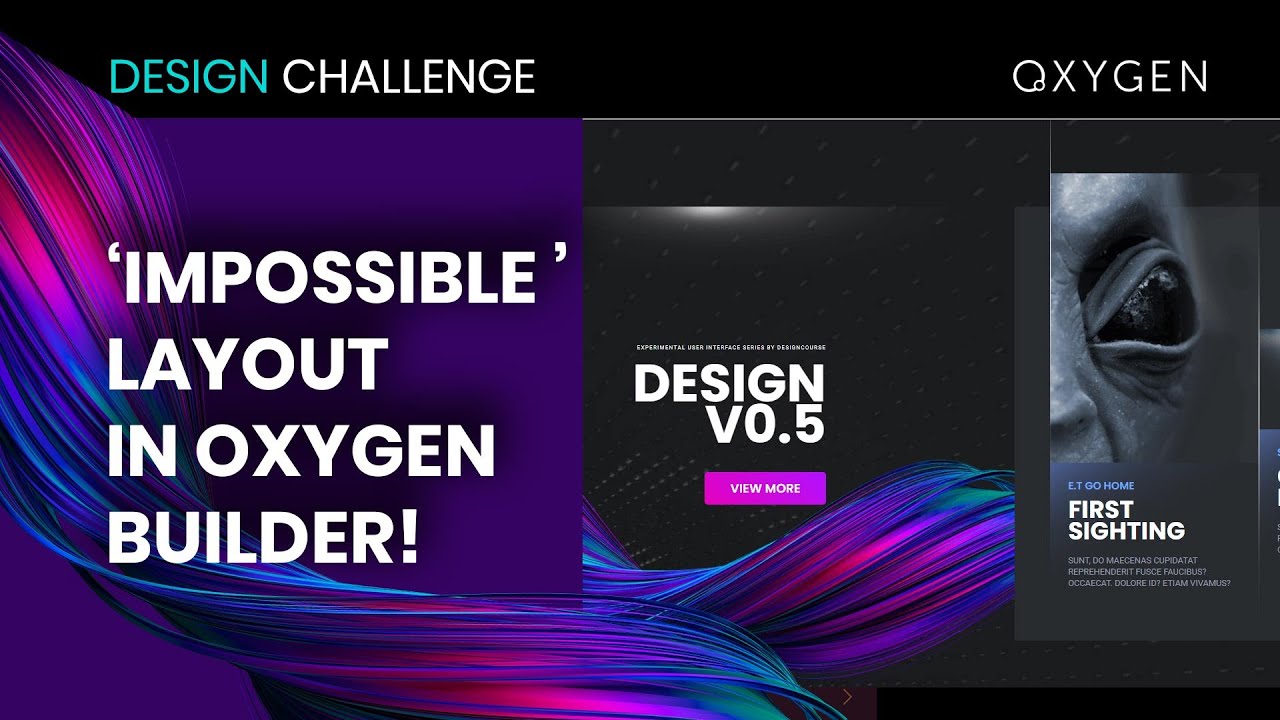 DESIGN CHALLENGE
OXYGEN
‘IMPOSSIBLE’
LAYOUT
IN OXYGEN
BUILDER!
EXPERIMENTAL USER INTERFACE SERIES BY DESIGNCOURSE
DESIGN
V0.5
VIEW MORE
E.T GO HOME
FIRST
SIGHTING
SUNT, DO MAECENAS CUPIDATAT
REPREHENDERIT FUSCE FAUCIBUS?
OCCAECAT. DOLORE ID? ETIAM VIVAMUS?